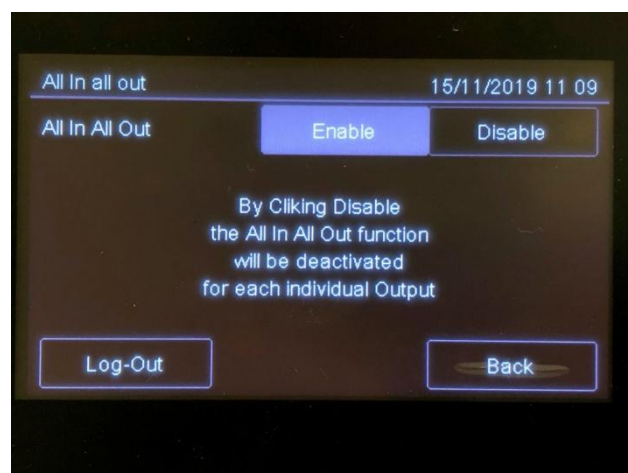 All In all out 15/11/2019 11 09
All In All Out Enable Disable
By Cliking Disable
the All In All Out function
will be deactivated
for each individual Output
Log-Out Back